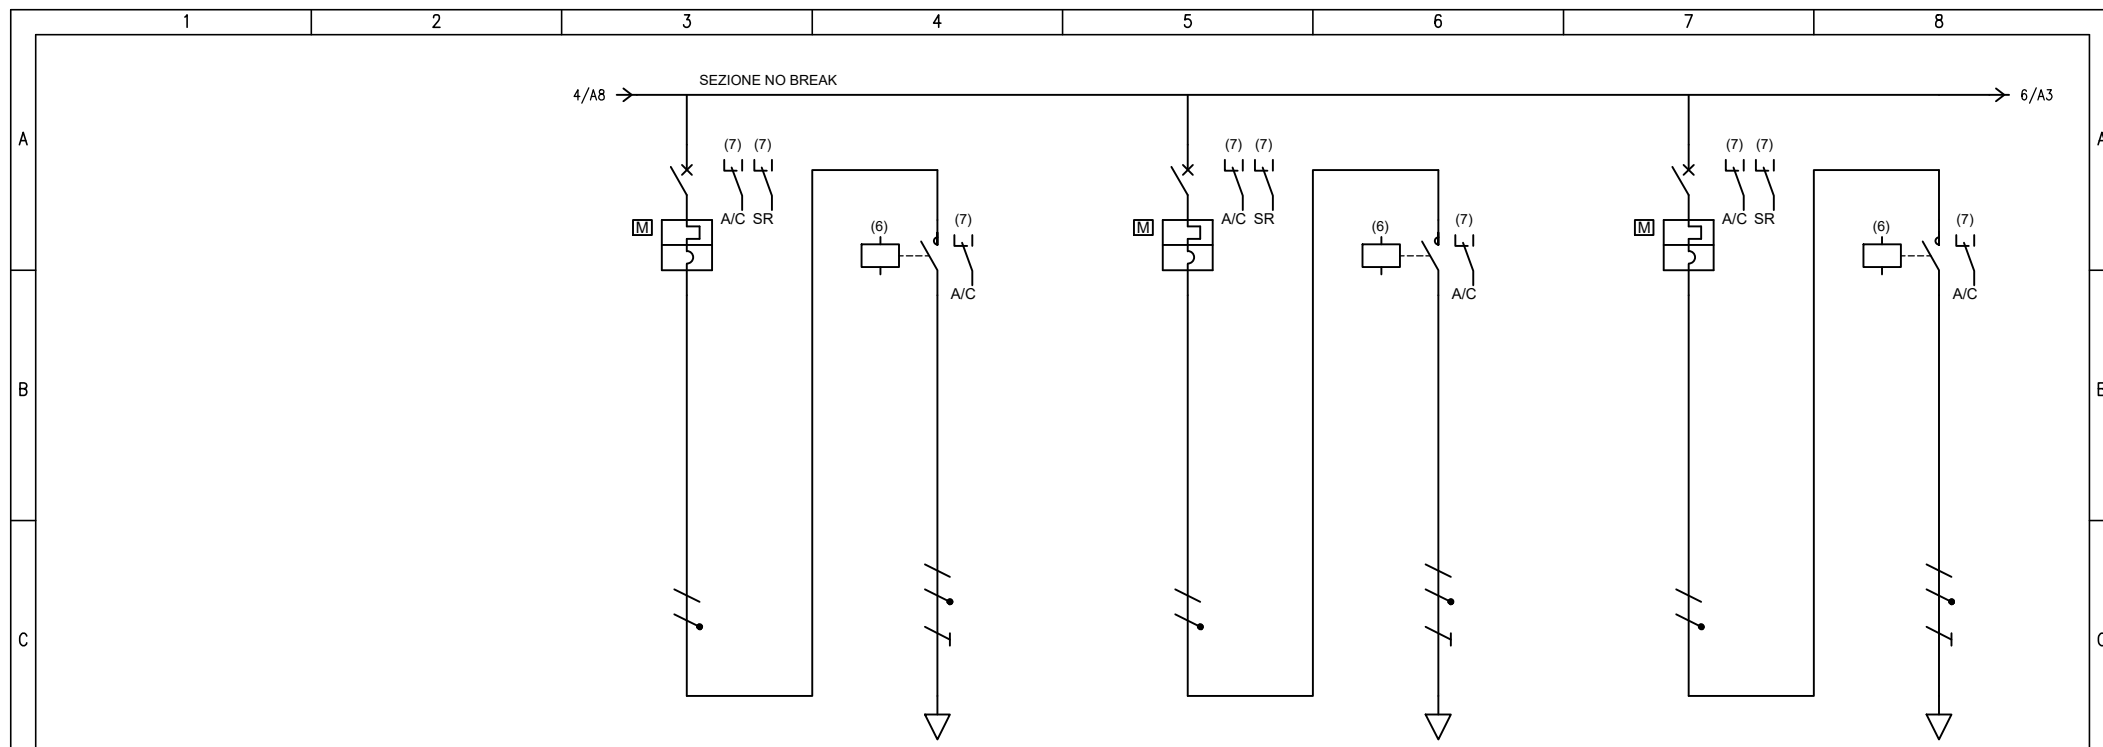 1 2 3 4 5 6 7 8
SEZIONE NO BREAK
4/A8 6/A3
A A
(7) (7) (7) (7) (7) (7)
A/C SR A/C SR A/C SR
M (6) (7) M (6) (7) M (6) (7)
A/C A/C A/C
B
C